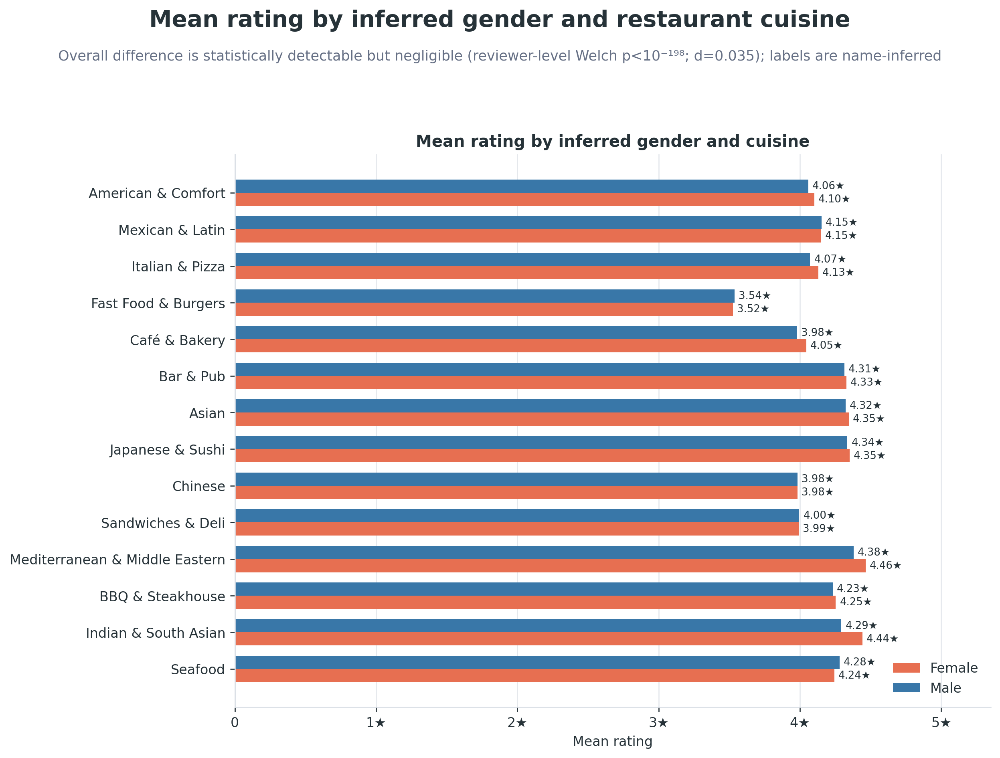 Mean rating by inferred gender and restaurant cuisine
Overall difference is statistically detectable but negligible (reviewer-level Welch p<10⁻¹⁹⁸; d=0.035); labels are name-inferred
Mean rating by inferred gender and cuisine
American & Comfort
4.06★
4.10★
Mexican & Latin
4.15★
4.15★
Italian & Pizza
4.07★
4.13★
Fast Food & Burgers
3.54★
3.52★
Café & Bakery
3.98★
4.05★
Bar & Pub
4.31★
4.33★
Asian
4.32★
4.35★
Japanese & Sushi
4.34★
4.35★
Chinese
3.98★
3.98★
Sandwiches & Deli
4.00★
3.99★
Mediterranean & Middle Eastern
4.38★
4.46★
BBQ & Steakhouse
4.23★
4.25★
Indian & South Asian
4.29★
4.44★
Seafood
4.28★
4.24★
Female
Male
0 1★ 2★ 3★ 4★ 5★
Mean rating